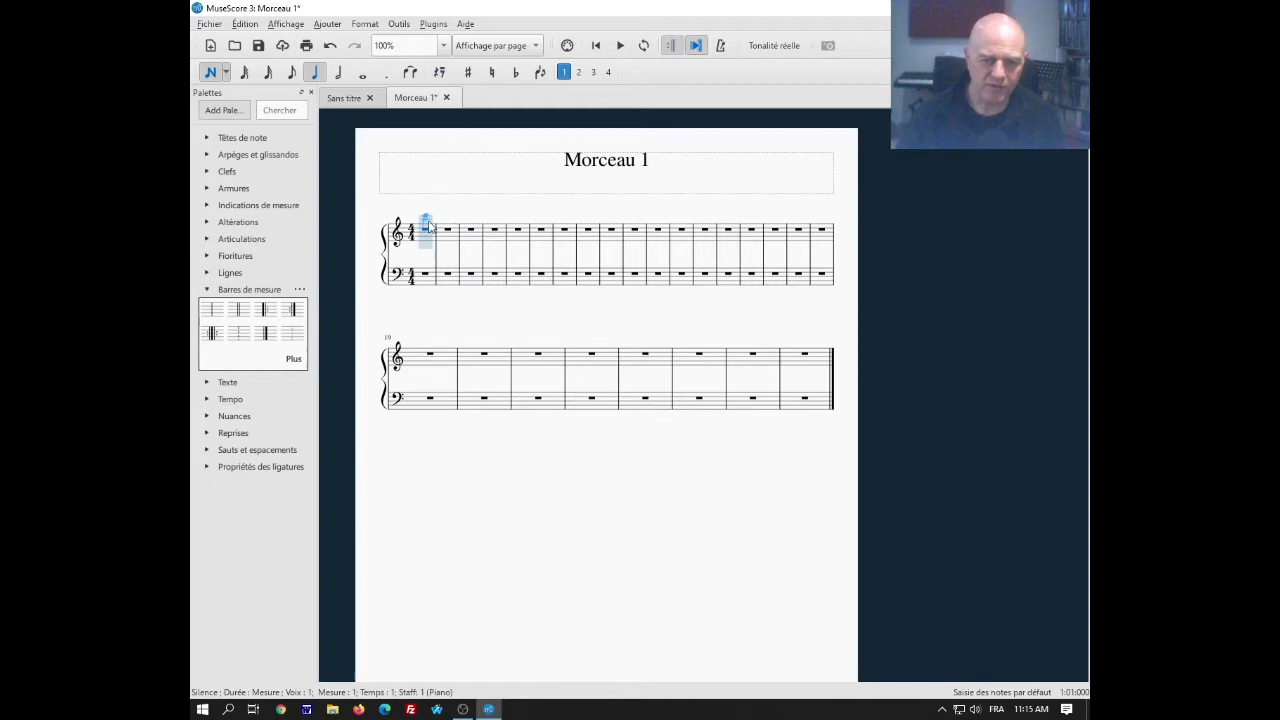 MuseScore 3: Morceau 1*
Fichier Édition Affichage Ajouter Format Outils Plugins Aide
100% Affichage par page Tonalité réelle
1 2 3 4
Palettes
Add Pale... Chercher
Sans titre Morceau 1*
Têtes de note
Arpèges et glissandos
Clefs
Armures
Indications de mesure
Altérations
Articulations
Fioritures
Lignes
Barres de mesure
Plus
Texte
Tempo
Nuances
Reprises
Sauts et espacements
Propriétés des ligatures
Morceau 1
19
Silence ; Durée : Mesure ; Voix : 1; Mesure : 1; Temps : 1; Staff: 1 (Piano) Saisie des notes par défaut 1:01:000
FRA 11:15 AM